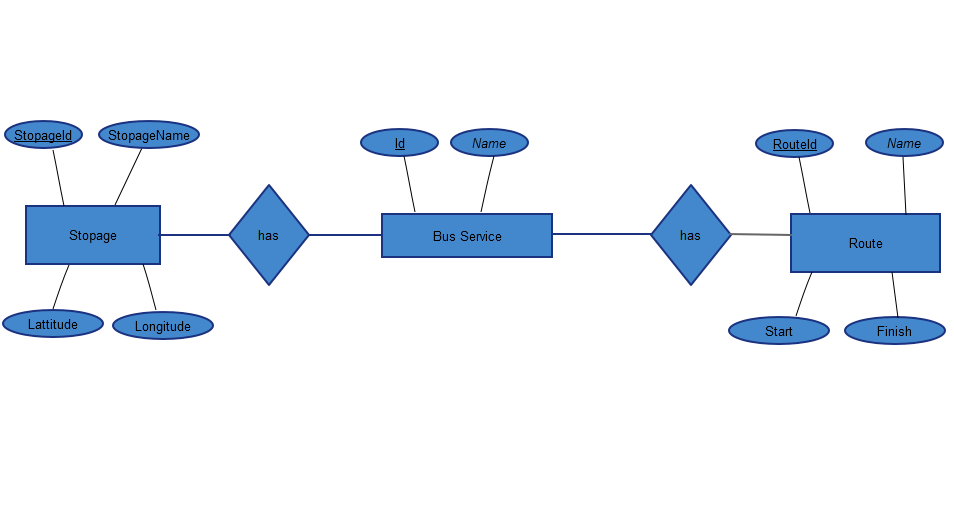 StopageId
StopageName
Id
Name
RouteId
Name
Stopage
has
Bus Service
has
Route
Lattitude
Longitude
Start
Finish